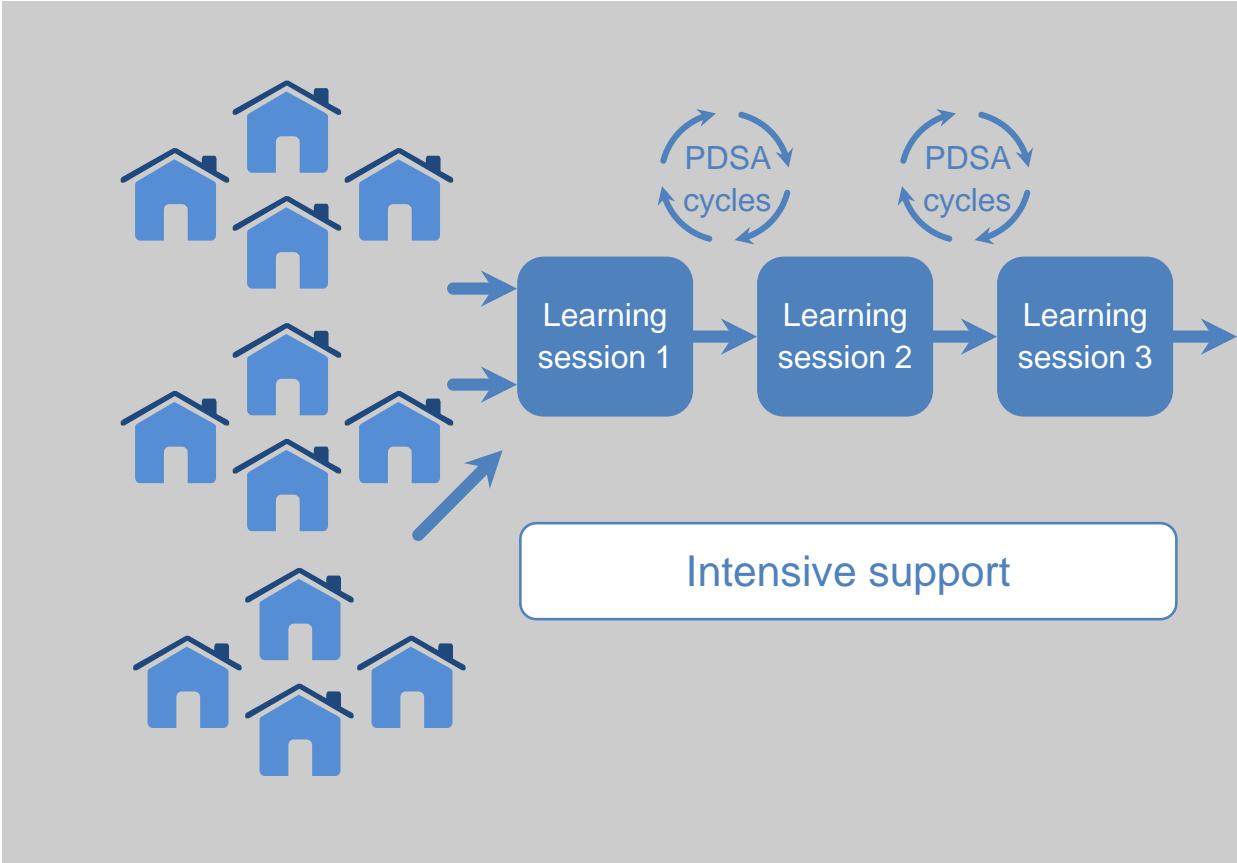 PDSA
cycles
PDSA
cycles
Learning
session 1
Learning
session 2
Learning
session 3
Intensive support